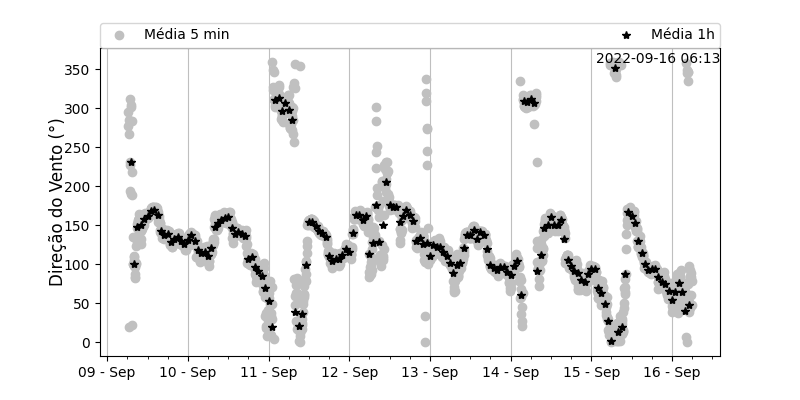 Média 5 min
Média 1h
2022-09-16 06:13
Direção do Vento (°)
350
300
250
200
150
100
50
0
09 - Sep
10 - Sep
11 - Sep
12 - Sep
13 - Sep
14 - Sep
15 - Sep
16 - Sep